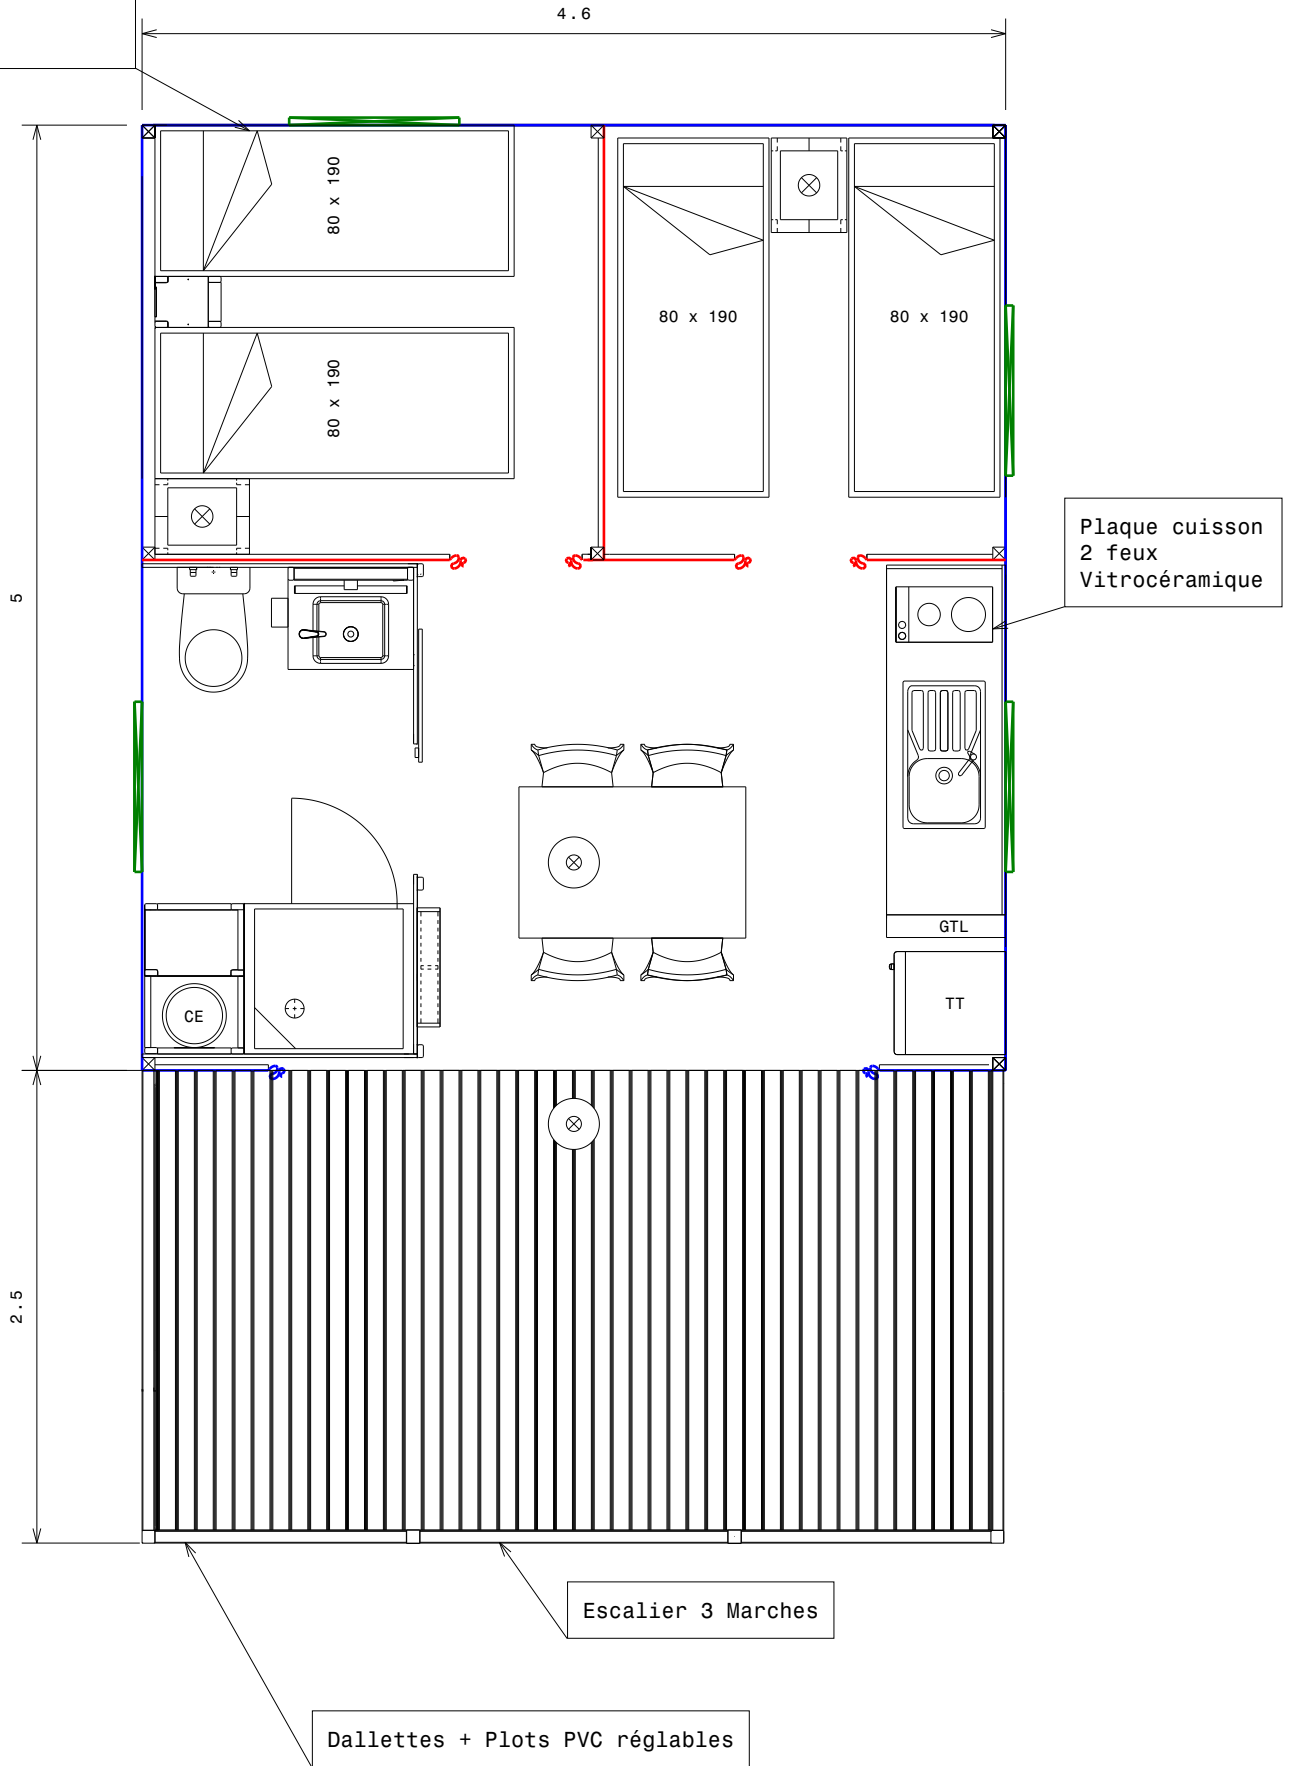 4.6
80 x 190
80 x 190
80 x 190
80 x 190
5
Plaque cuisson
2 feux
Vitrocéramique
GTL
TT
CE
2.5
Escalier 3 Marches
Dallettes + Plots PVC réglables